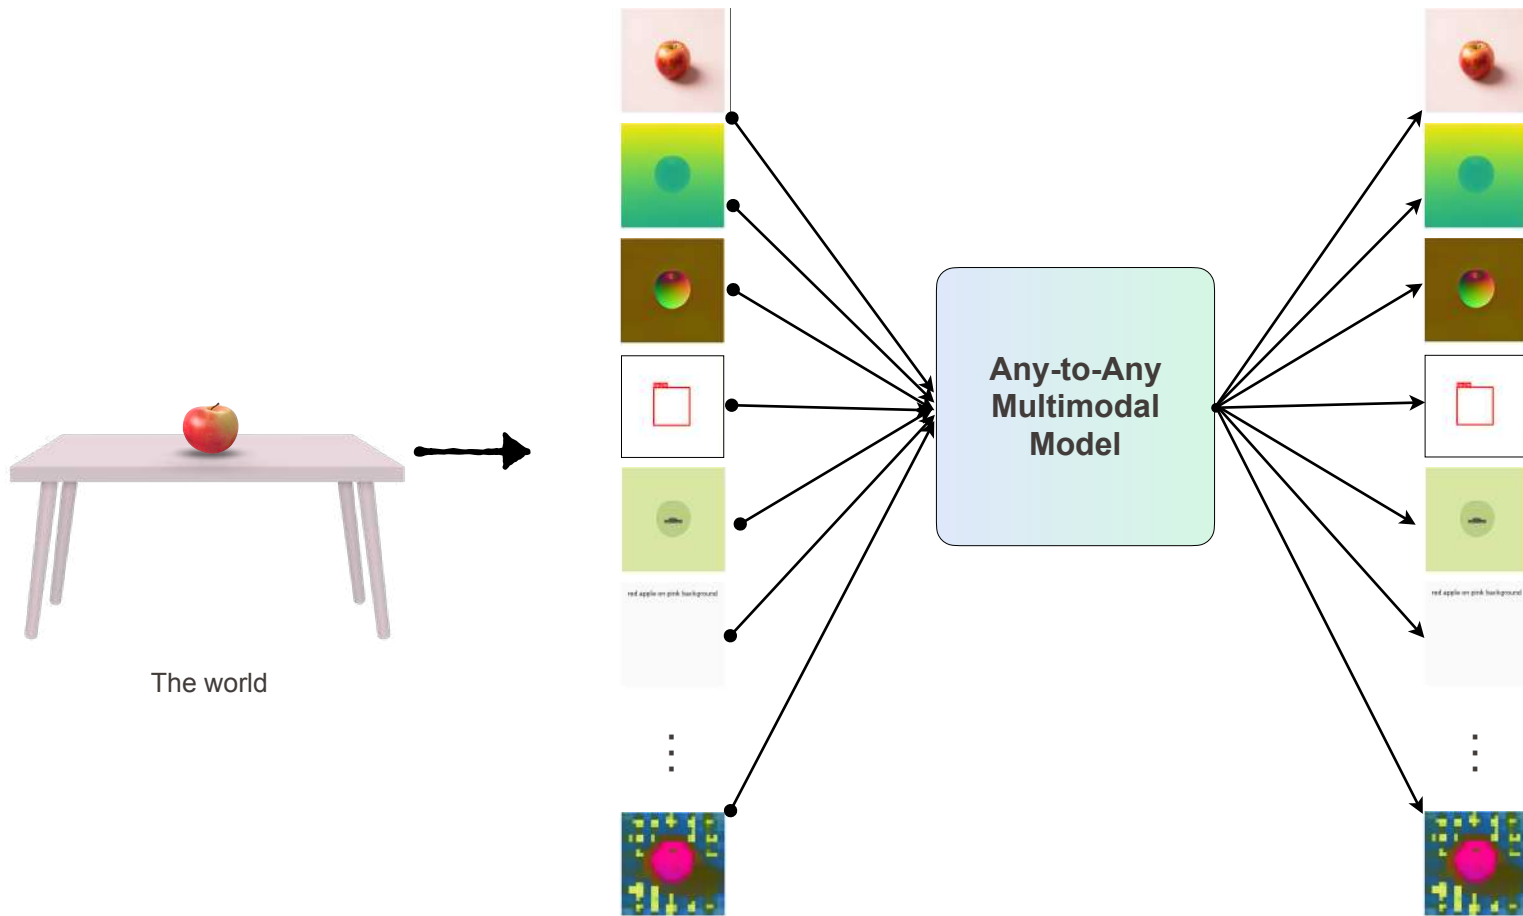 red apple on pink background
red apple on pink background
Any-to-Any
Multimodal
Model
The world